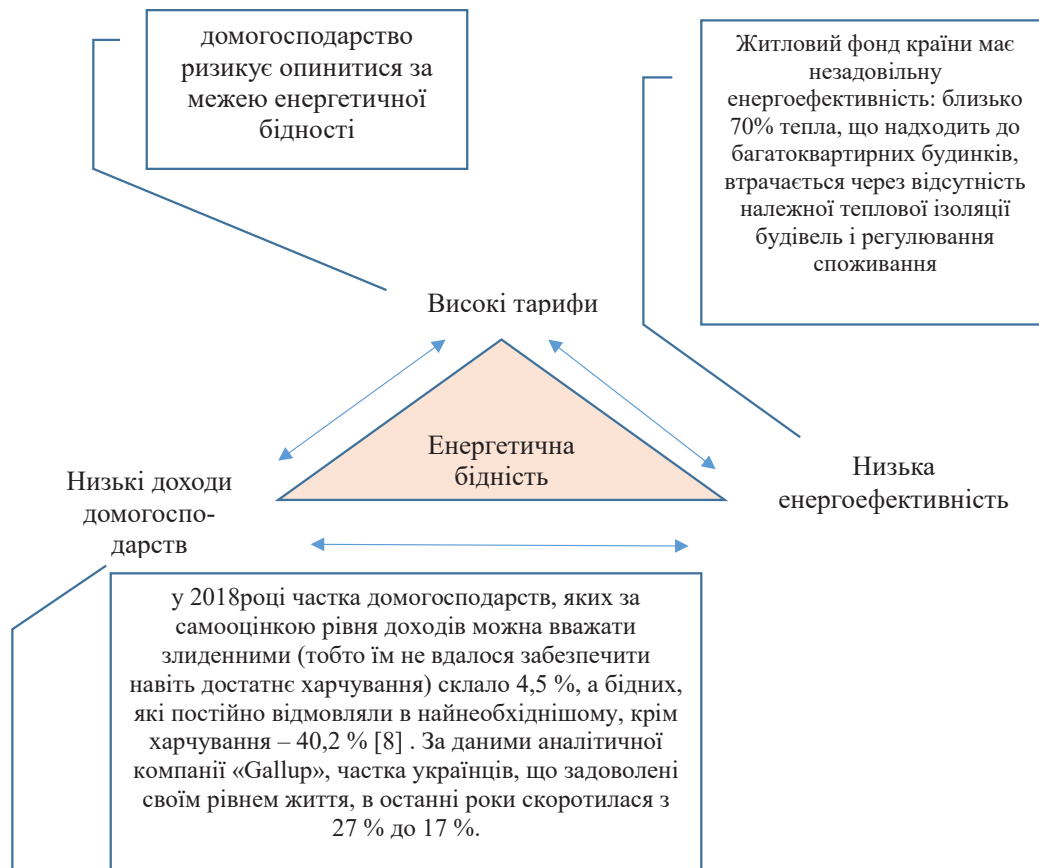 домогосподарство
ризикує опинитися за
межею енергетичної
бідності
Житловий фонд країни має
незадовільну
енергоефективність: близько
70% тепла, що надходить до
багатоквартирних будинків,
втрачається через відсутність
належної теплової ізоляції
будівель і регулювання
споживання
Високі тарифи
Енергетична
бідність
Низькі доходи
домогоспо-
дарств
Низька
енергоефективність
у 2018році частка домогосподарств, яких за
самооцінкою рівня доходів можна вважати
злиденними (тобто їм не вдалося забезпечити
навіть достатнє харчування) склало 4,5 %, а бідних,
які постійно відмовляли в найнеобхіднішому, крім
харчування – 40,2 % [8] . За даними аналітичної
компанії «Gallup», частка українців, що задоволені
своїм рівнем життя, в останні роки скоротилася з
27 % до 17 %.